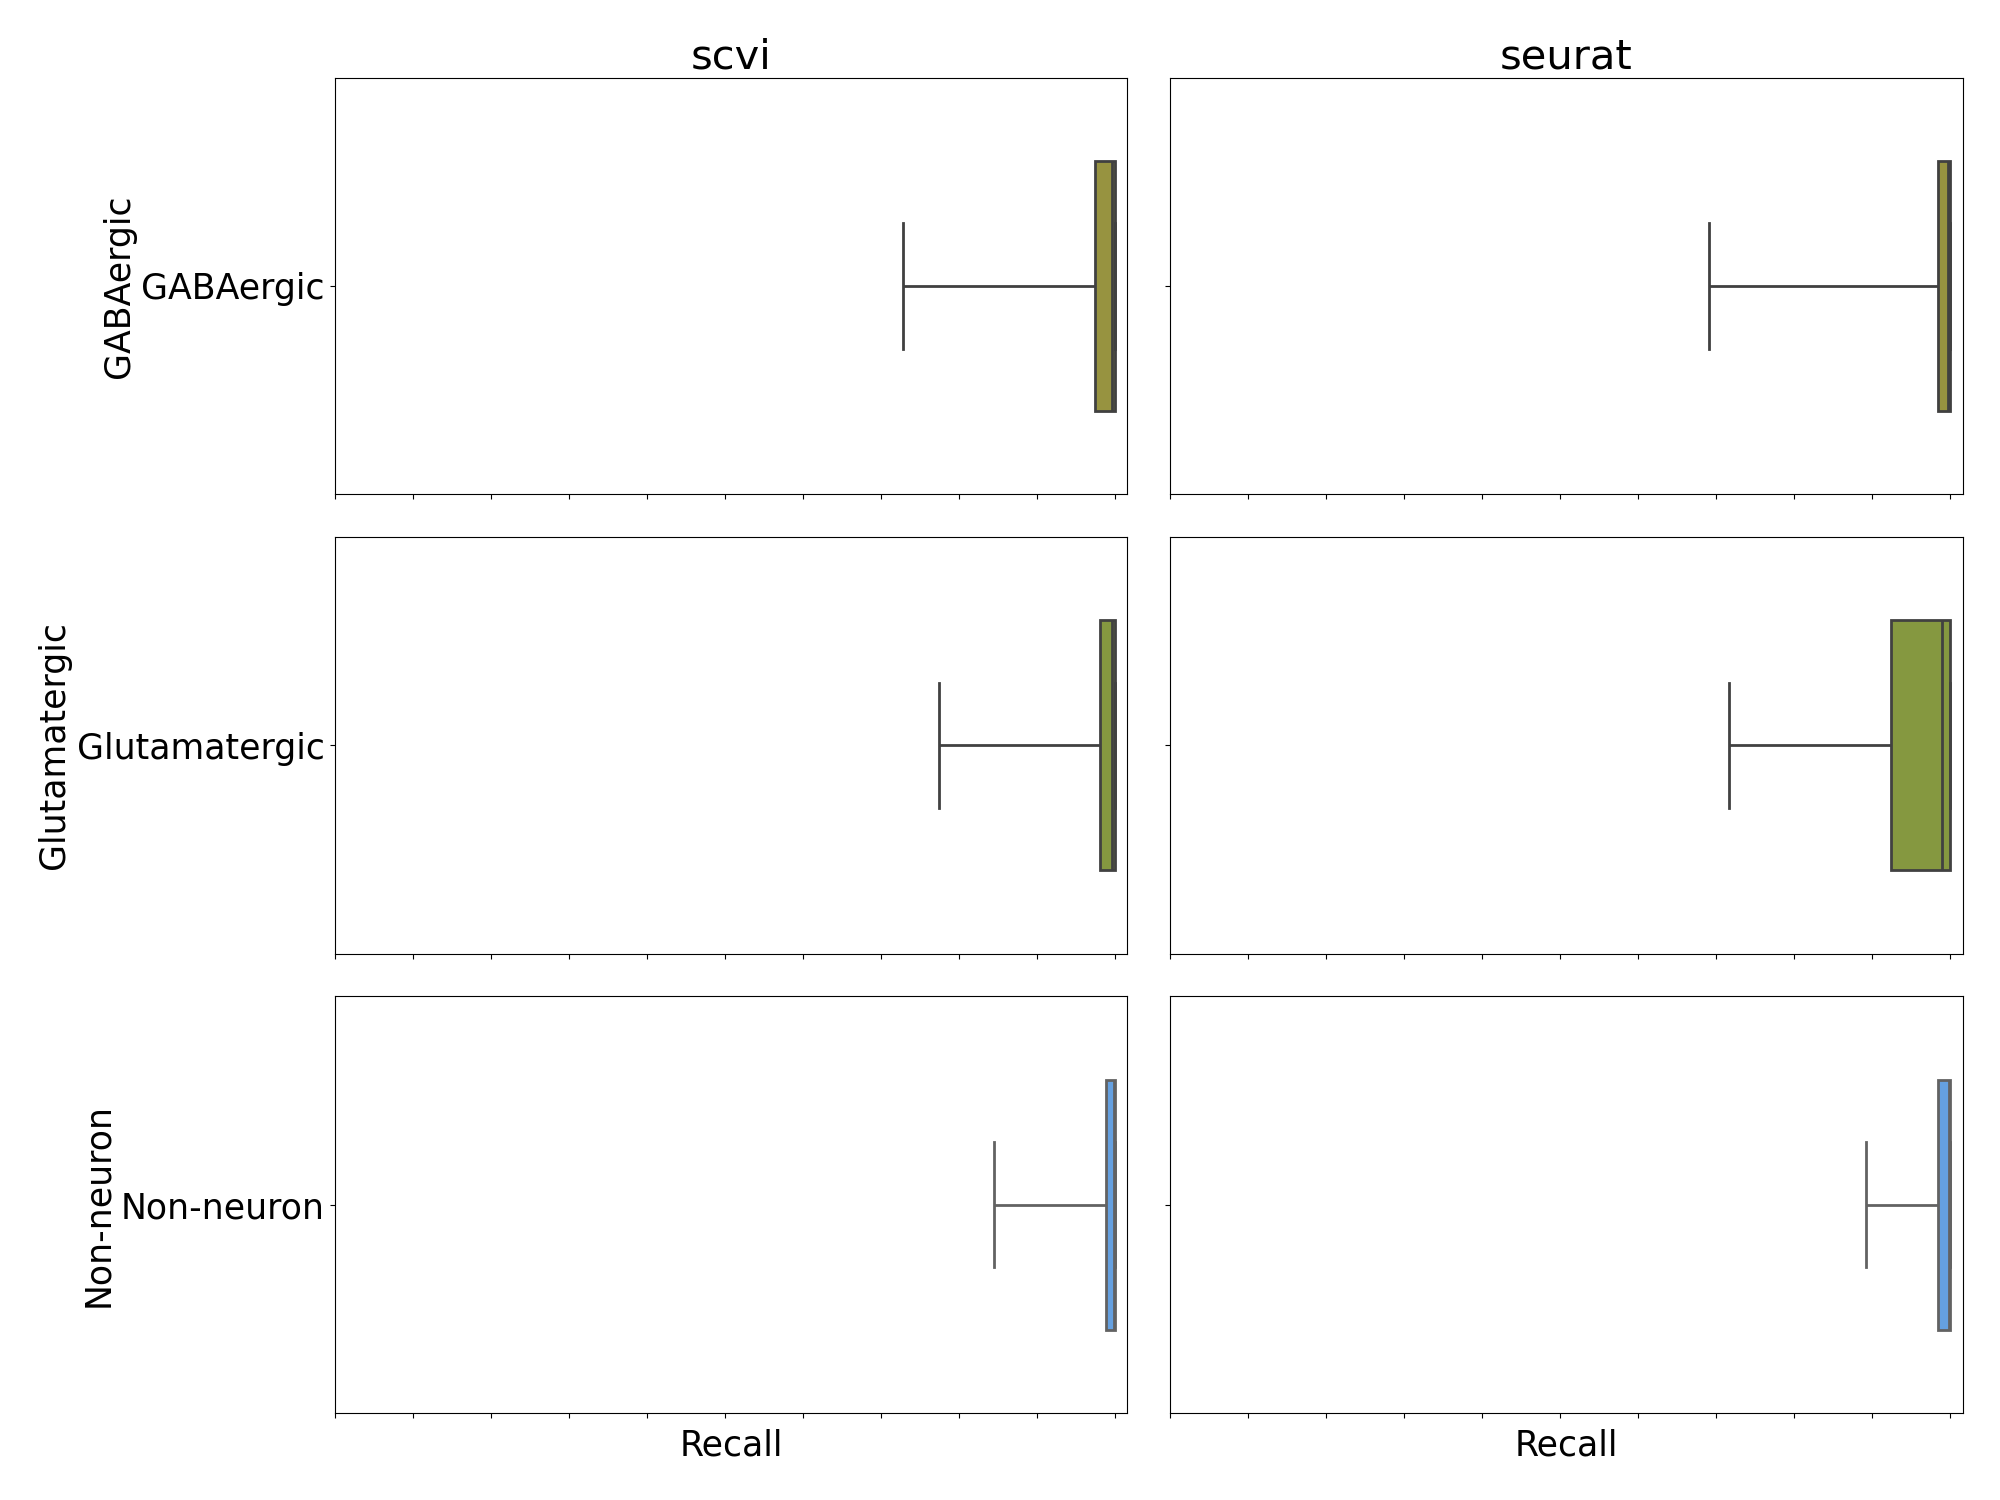 scvi
seurat
GABAergic
GABAergic
Glutamatergic
Glutamatergic
Non-neuron
Non-neuron
Recall
Recall